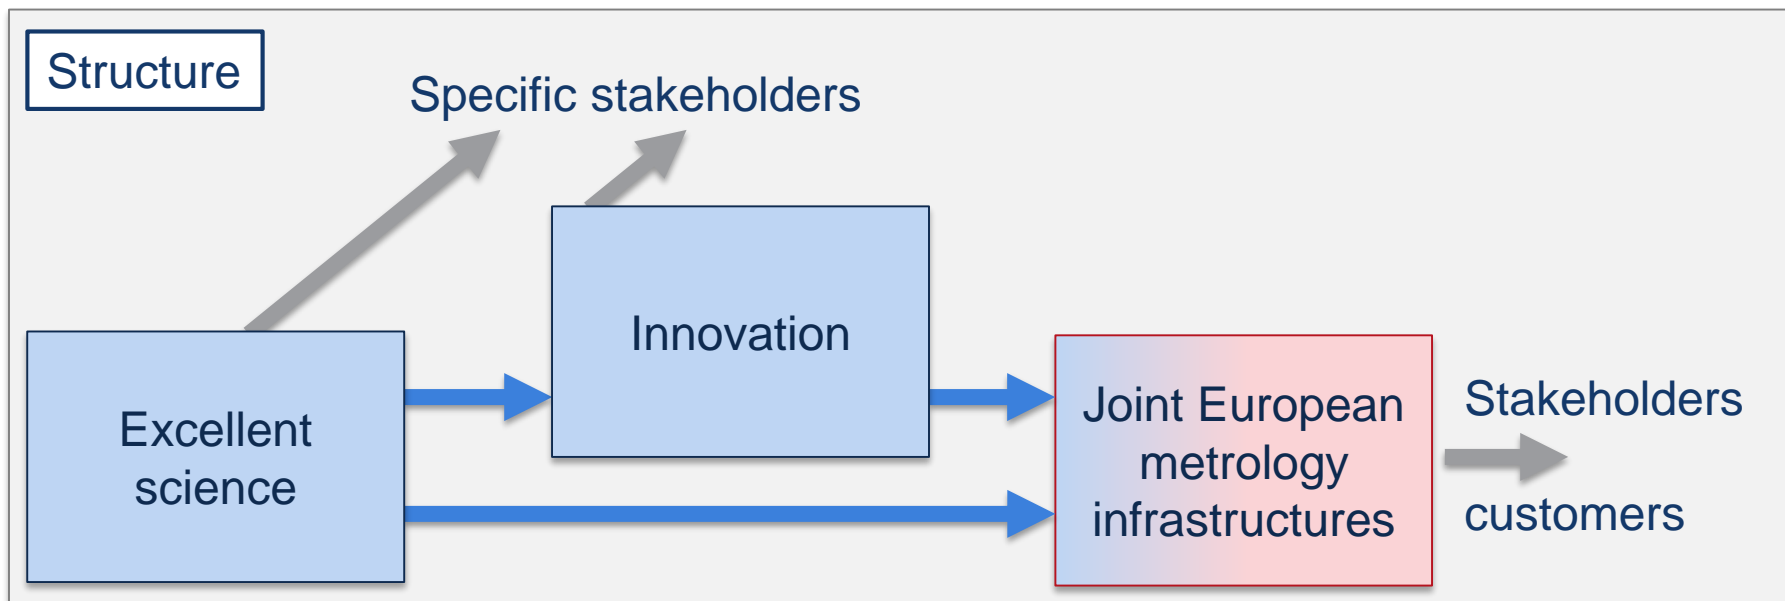 Structure
Specific stakeholders
Innovation
Excellent
science
Joint European
metrology
infrastructures
Stakeholders
customers